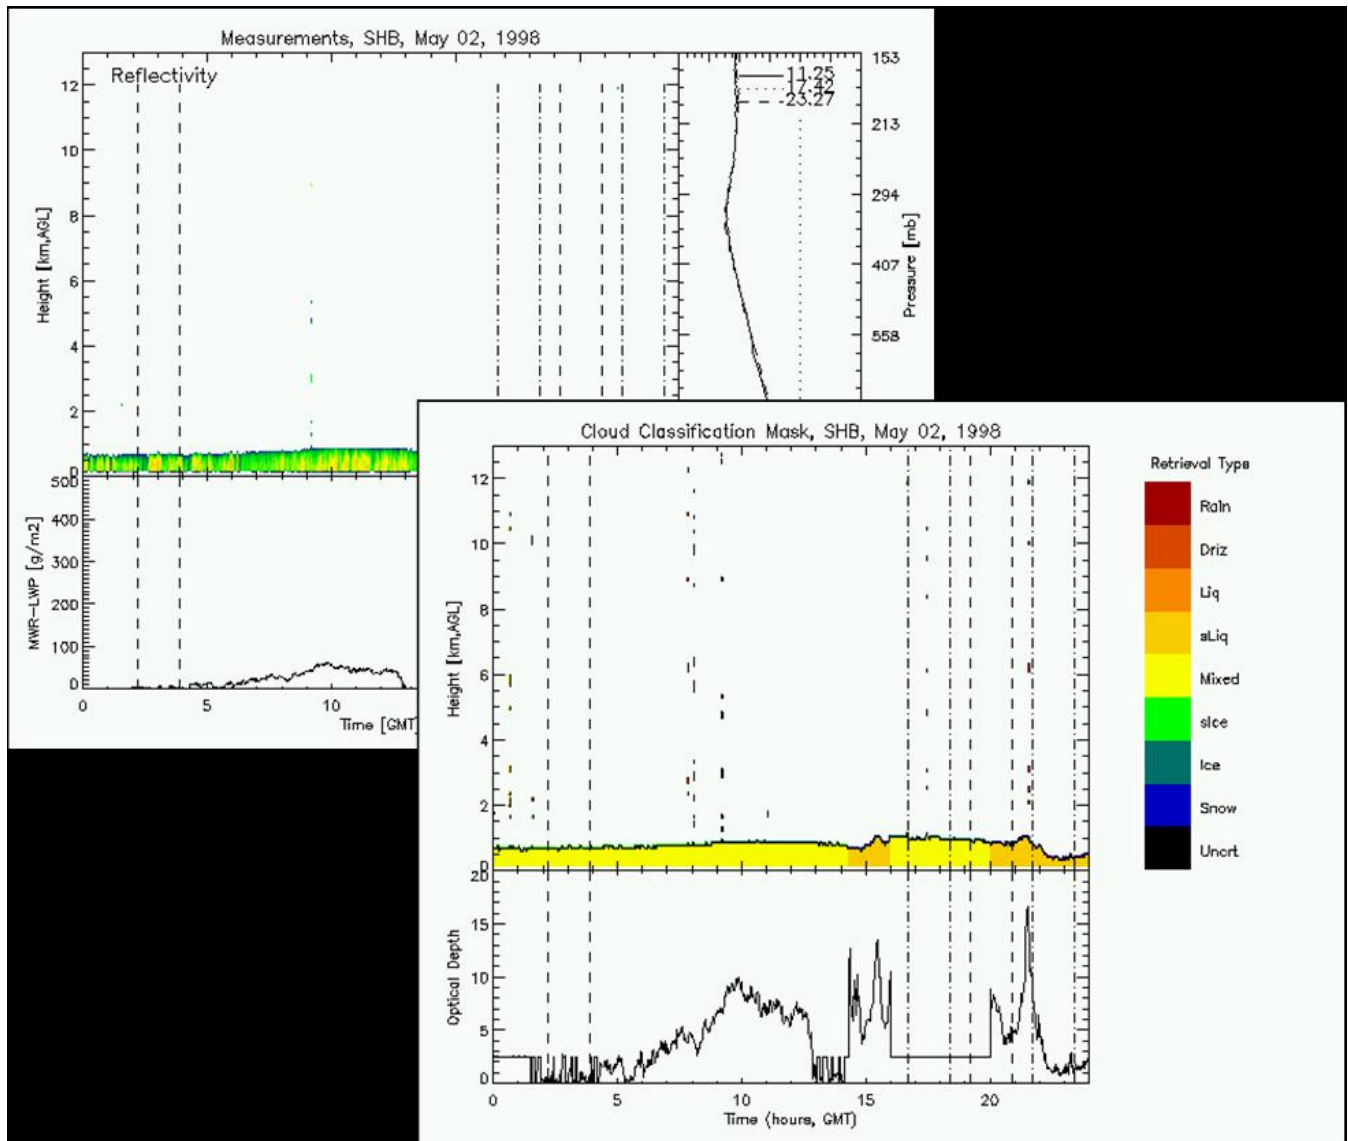 Measurements, SHB, May 02, 1998
Reflectivity
12
10
8
6
4
2
0
Height [km,AGL]
11.25
17.42
23.27
153
213
294
407
558
Pressure [mb]
500
400
300
200
100
0
MWR-LWP [g/m2]
0 5 10
Time [GMT]
Cloud Classification Mask, SHB, May 02, 1998
12
10
8
6
4
2
0
Height [km,AGL]
20
15
10
5
0
Optical Depth
0 5 10 15 20
Time (hours, GMT)
Retrieval Type
Rain
Driz
Liq
sLiq
Mixed
sIce
Ice
Snow
Uncrt